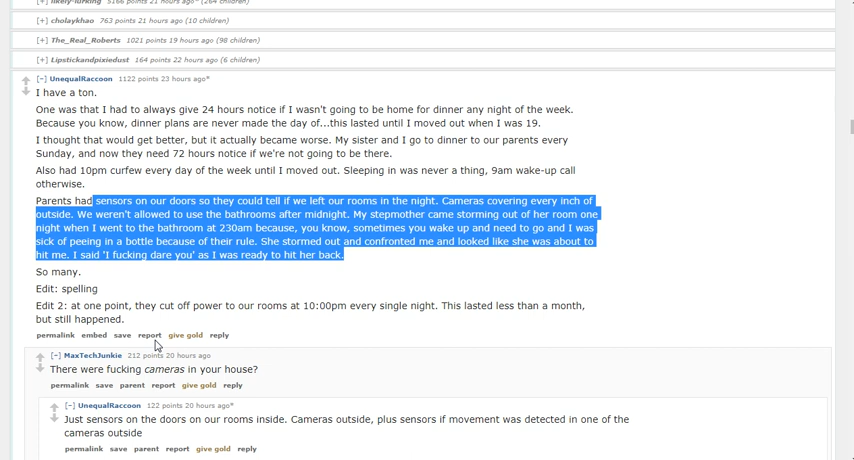 [+] likely-lurking 5166 points 21 hours ago* (264 children)
[+] cholaykhao 763 points 21 hours ago (10 children)
[+] The_Real_Roberts 1021 points 19 hours ago (98 children)
[+] Lipstickandpixiedust 164 points 22 hours ago (6 children)
[-] UnequalRaccoon 1122 points 23 hours ago*
I have a ton.
One was that I had to always give 24 hours notice if I wasn't going to be home for dinner any night of the week.
Because you know, dinner plans are never made the day of...this lasted until I moved out when I was 19.
I thought that would get better, but it actually became worse. My sister and I go to dinner to our parents every
Sunday, and now they need 72 hours notice if we're not going to be there.
Also had 10pm curfew every day of the week until I moved out. Sleeping in was never a thing, 9am wake-up call
otherwise.
Parents had sensors on our doors so they could tell if we left our rooms in the night. Cameras covering every inch of
outside. We weren't allowed to use the bathrooms after midnight. My stepmother came storming out of her room one
night when I went to the bathroom at 230am because, you know, sometimes you wake up and need to go and I was
sick of peeing in a bottle because of their rule. She stormed out and confronted me and looked like she was about to
hit me. I said 'I fucking dare you' as I was ready to hit her back.
So many.
Edit: spelling
Edit 2: at one point, they cut off power to our rooms at 10:00pm every single night. This lasted less than a month,
but still happened.
permalink embed save report give gold reply
[-] MaxTechJunkie 212 points 20 hours ago
There were fucking cameras in your house?
permalink save parent report give gold reply
[-] UnequalRaccoon 122 points 20 hours ago*
Just sensors on the doors on our rooms inside. Cameras outside, plus sensors if movement was detected in one of the
cameras outside
permalink save parent report give gold reply